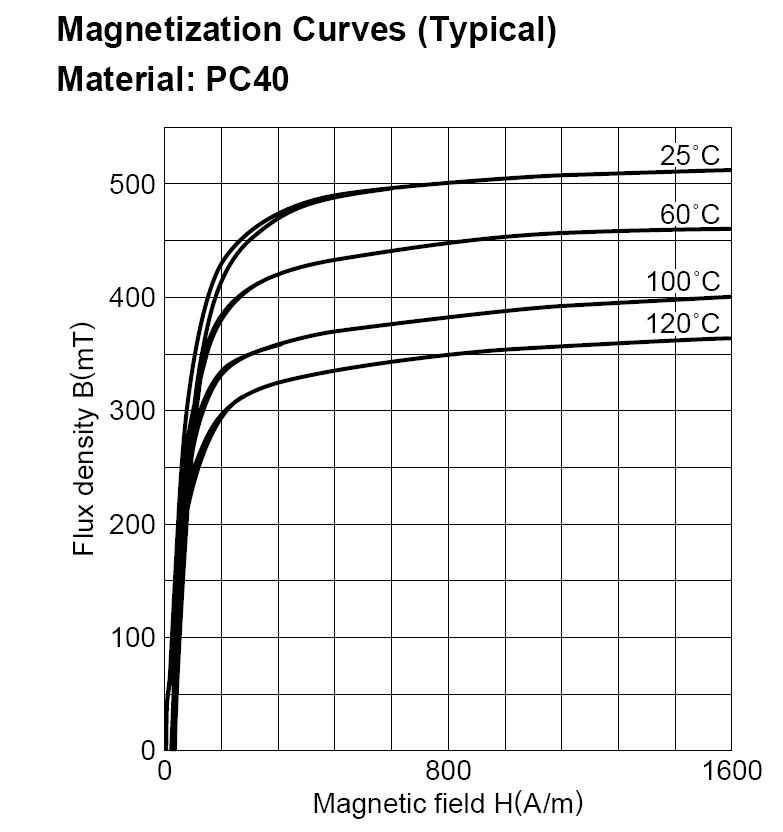 Magnetization Curves (Typical)
Material: PC40
25°C
500
60°C
400
100°C
120°C
300
200
100
0
0 800 1600
Flux density B(mT)
Magnetic field H(A/m)